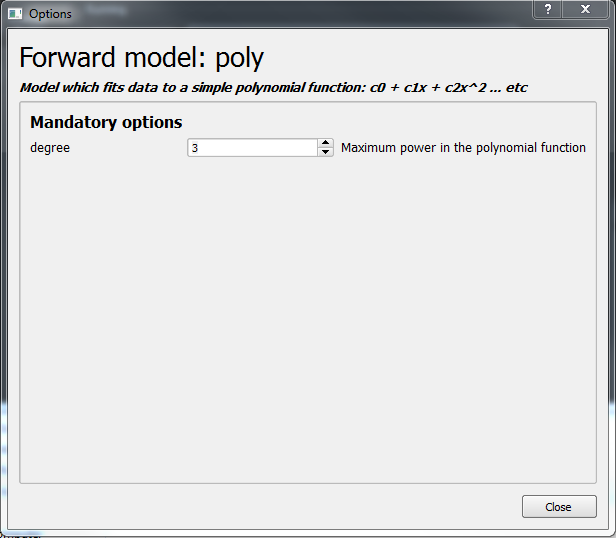 Options
?
x
Forward model: poly
Model which fits data to a simple polynomial function: c0 + c1x + c2x^2 ... etc
Mandatory options
degree 3 Maximum power in the polynomial function
Close